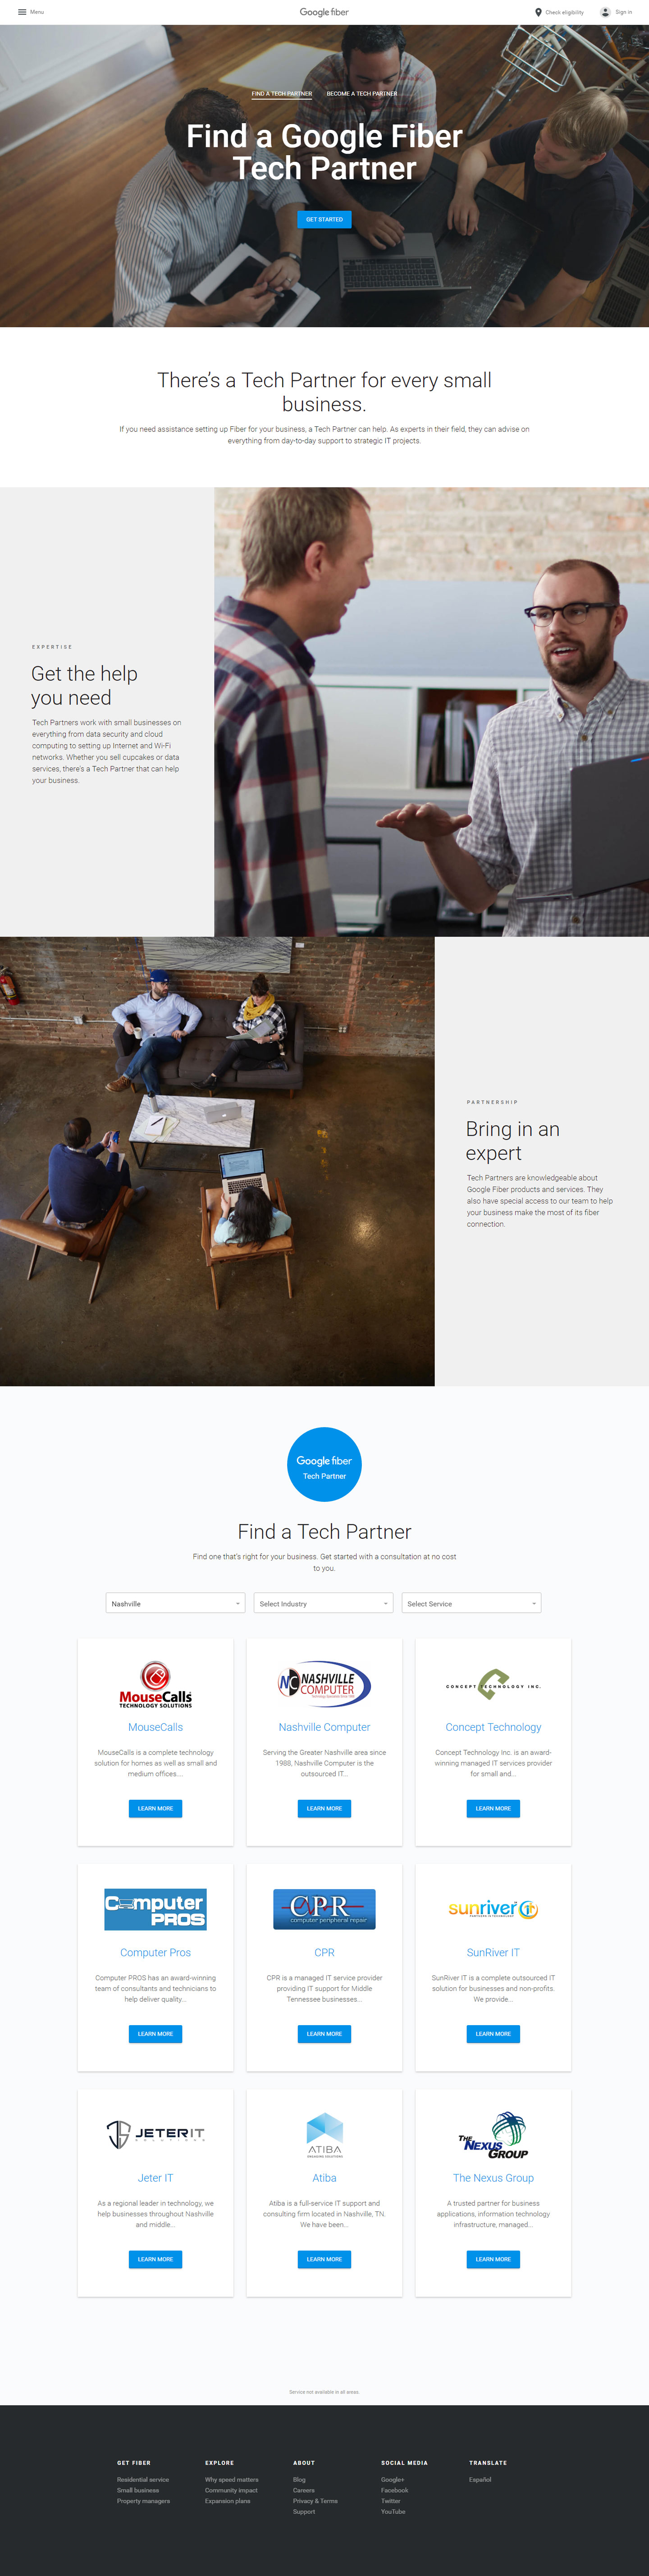 Menu
Google fiber
Check eligibility
Sign in
FIND A TECH PARTNER
BECOME A TECH PARTNER
Find a Google Fiber
Tech Partner
GET STARTED
There's a Tech Partner for every small
business.
If you need assistance setting up Fiber for your business, a Tech Partner can help. As experts in their field, they can advise on
everything from day-to-day support to strategic IT projects.
EXPERTISE
Get the help
you need
Tech Partners work with small businesses on
everything from data security and cloud
computing to setting up Internet and Wi-Fi
networks. Whether you sell cupcakes or data
services, there's a Tech Partner that can help
your business.
PARTNERSHIP
Bring in an
expert
Tech Partners are knowledgeable about
Google Fiber products and services. They
also have special access to our team to help
your business make the most of its fiber
connection.
Google fiber
Tech Partner
Find a Tech Partner
Find one that's right for your business. Get started with a consultation at no cost
to you.
Nashville
Select Industry
Select Service
MouseCalls
TECHNOLOGY SOLUTIONS
MouseCalls
MouseCalls is a complete technology
solution for homes as well as small and
medium offices....
LEARN MORE
NC NASHVILLE
COMPUTER
Nashville Computer
Serving the Greater Nashville area since
1988, Nashville Computer is the
outsourced IT...
LEARN MORE
CONCEPT TECHNOLOGY INC.
Concept Technology
Concept Technology Inc. is an award-
winning managed IT services provider
for small and...
LEARN MORE
Computer
PROS
Computer Pros
Computer PROS has an award-winning
team of consultants and technicians to
help deliver quality...
LEARN MORE
CPR
computer peripheral repair
CPR
CPR is a managed IT service provider
providing IT support for Middle
Tennessee businesses...
LEARN MORE
sunriver it
SunRiver IT
SunRiver IT is a complete outsourced IT
solution for businesses and non-profits.
We provide...
LEARN MORE
JETER IT
SOLUTIONS
Jeter IT
As a regional leader in technology, we
help businesses throughout Nashville
and middle...
LEARN MORE
ATIBA
Atiba
Atiba is a full-service IT support and
consulting firm located in Nashville, TN.
We have been...
LEARN MORE
THE
NEXUS
GROUP
The Nexus Group
A trusted partner for business
applications, information technology
infrastructure, managed...
LEARN MORE
Service not available in all areas.
GET FIBER
Residential service
Small business
Property managers
EXPLORE
Why speed matters
Community impact
Expansion plans
ABOUT
Blog
Careers
Privacy & Terms
Support
SOCIAL MEDIA
Google+
Facebook
Twitter
YouTube
TRANSLATE
Español